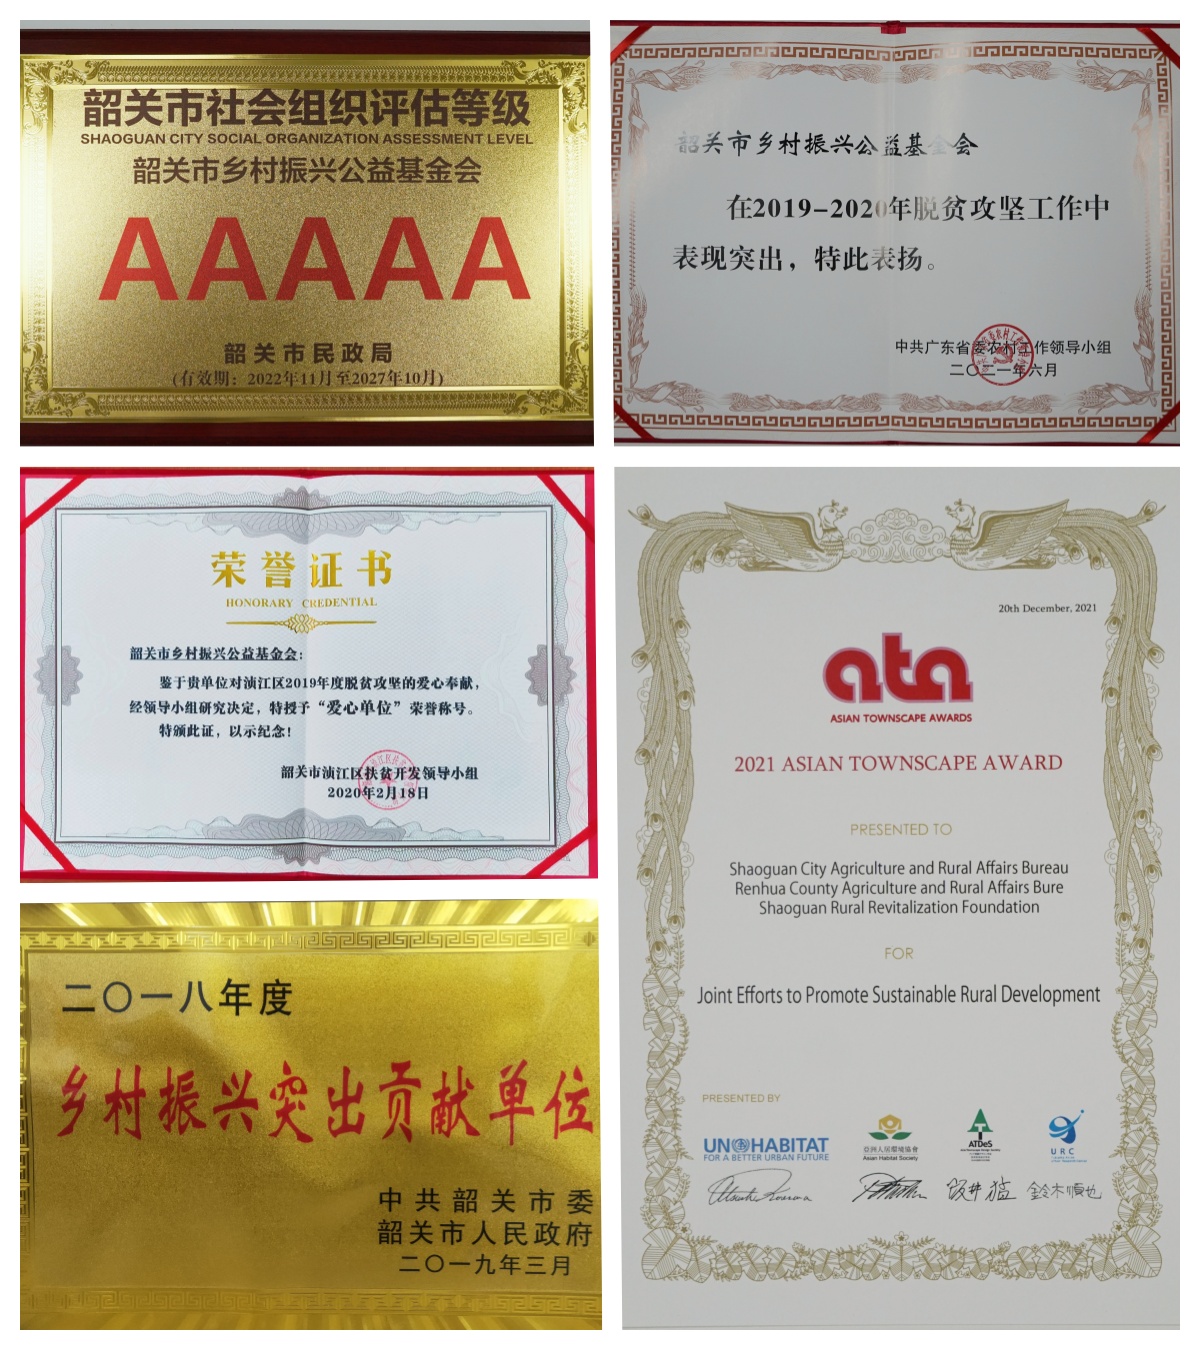 韶关市社会组织评估等级
SHAOGUAN CITY SOCIAL ORGANIZATION ASSESSMENT LEVEL
韶关市乡村振兴公益基金会
AAAAA
韶关市民政局
(有效期：2022年11月至2027年10月)
韶关市乡村振兴公益基金会
在2019-2020年脱贫攻坚工作中
表现突出，特此表扬。
中共广东省委农村工作领导小组
二〇二一年六月
荣誉证书
HONORARY CREDENTIAL
韶关市乡村振兴公益基金会：
鉴于贵单位对浈江区2019年度脱贫攻坚的爱心奉献，
经领导小组研究决定，特授予“爱心单位”荣誉称号。
特颁此证，以示纪念！
韶关市浈江区扶贫开发领导小组
2020年2月18日
二〇一八年度
乡村振兴突出贡献单位
中共韶关市委
韶关市人民政府
二〇一九年三月
20th December, 2021
ata
ASIAN TOWNSCAPE AWARDS
2021 ASIAN TOWNSCAPE AWARD
PRESENTED TO
Shaoguan City Agriculture and Rural Affairs Bureau
Renhua County Agriculture and Rural Affairs Bure
Shaoguan Rural Revitalization Foundation
FOR
Joint Efforts to Promote Sustainable Rural Development
PRESENTED BY
UN HABITAT
FOR A BETTER URBAN FUTURE
亞洲人居環境協會
Asian Habitat Society
ATDeS
URC
鈴木順也